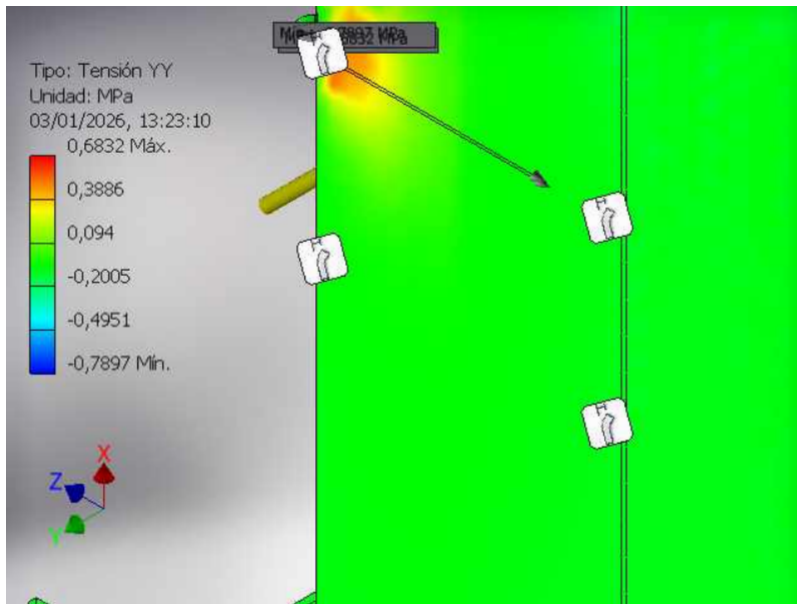 Tipo: Tensión YY
Unidad: MPa
03/01/2026, 13:23:10
0,6832 Máx.
0,3886
0,094
-0,2005
-0,4951
-0,7897 Mín.
X
Z
Y